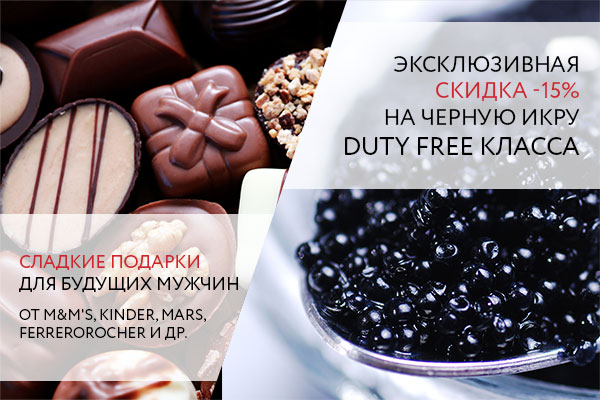 ЭКСКЛЮЗИВНАЯ
СКИДКА -15%
НА ЧЕРНУЮ ИКРУ
DUTY FREE КЛАССА
СЛАДКИЕ ПОДАРКИ
ДЛЯ БУДУЩИХ МУЖЧИН
ОТ M&M'S, KINDER, MARS,
FERREROROCHER И ДР.